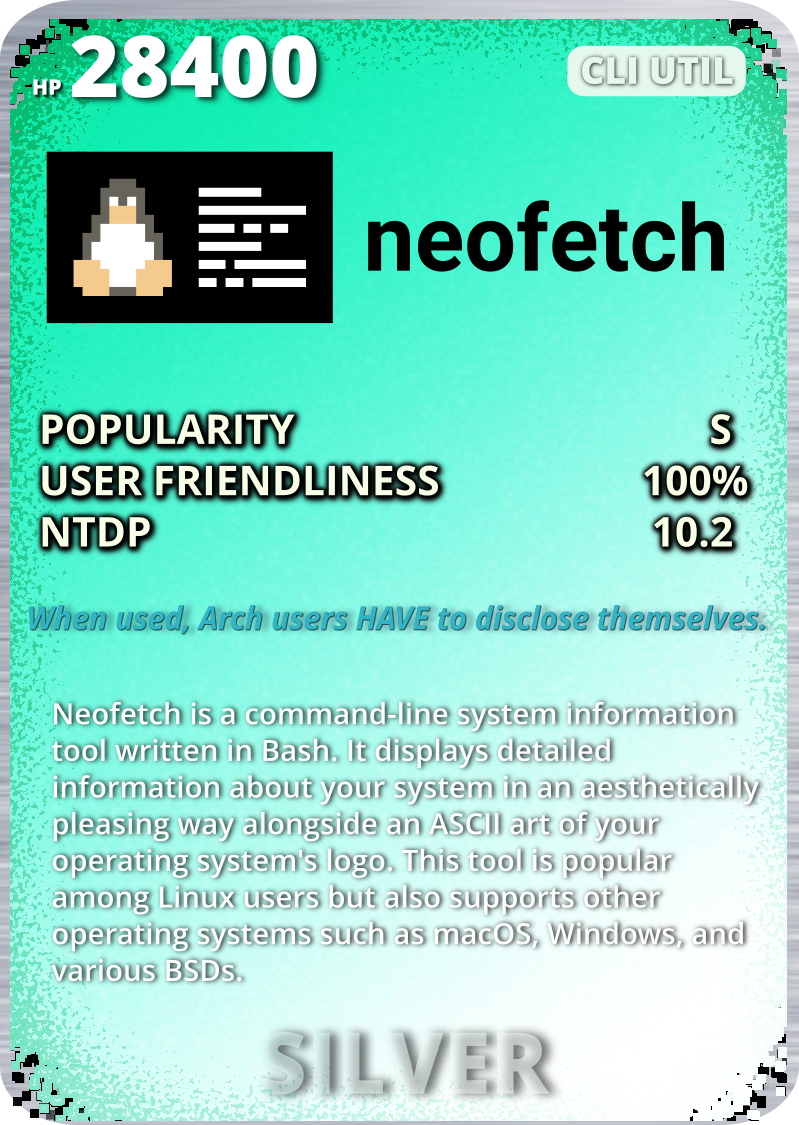 HP 28400
CLI UTIL
neofetch
POPULARITY S
USER FRIENDLINESS 100%
NTDP 10.2
When used, Arch users HAVE to disclose themselves.
Neofetch is a command-line system information
tool written in Bash. It displays detailed
information about your system in an aesthetically
pleasing way alongside an ASCII art of your
operating system's logo. This tool is popular
among Linux users but also supports other
operating systems such as macOS, Windows, and
various BSDs.
SILVER